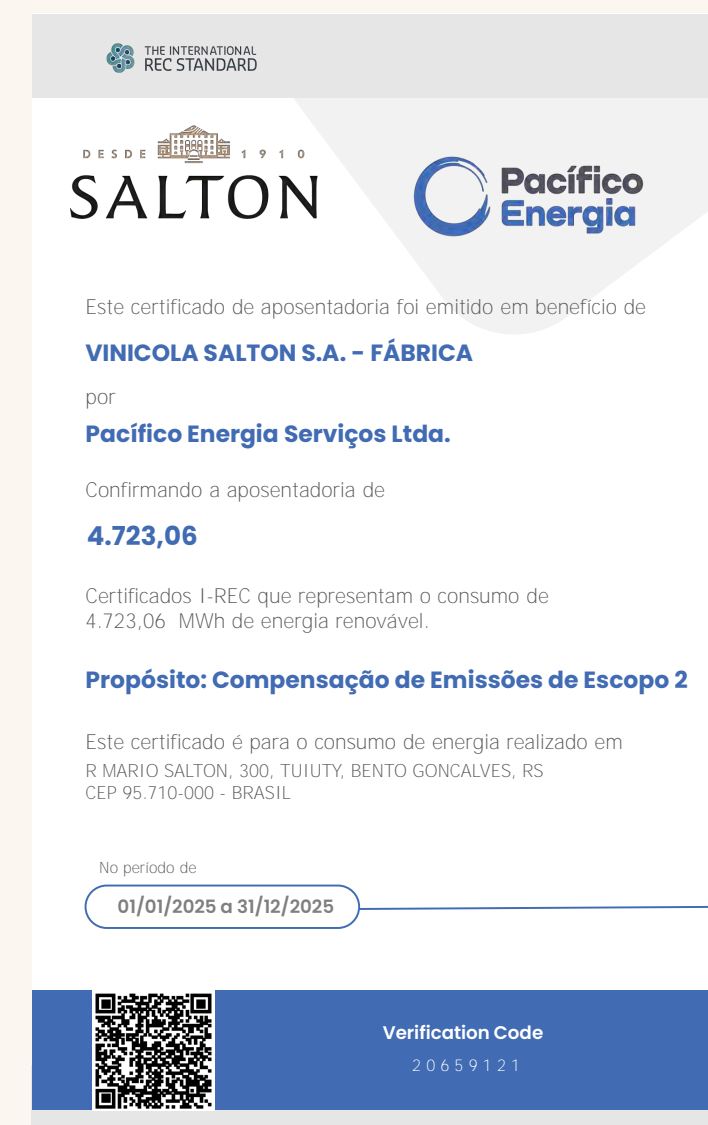 THE INTERNATIONAL
REC STANDARD
DESDE 1910
SALTON
Pacífico
Energia
Este certificado de aposentadoria foi emitido em benefício de
VINICOLA SALTON S.A. - FÁBRICA
por
Pacífico Energia Serviços Ltda.
Confirmando a aposentadoria de
4.723,06
Certificados I-REC que representam o consumo de
4.723,06 MWh de energia renovável.
Propósito: Compensação de Emissões de Escopo 2
Este certificado é para o consumo de energia realizado em
R MARIO SALTON, 300, TUIUTY, BENTO GONCALVES, RS
CEP 95.710-000 - BRASIL
No período de
01/01/2025 a 31/12/2025
Verification Code
20659121